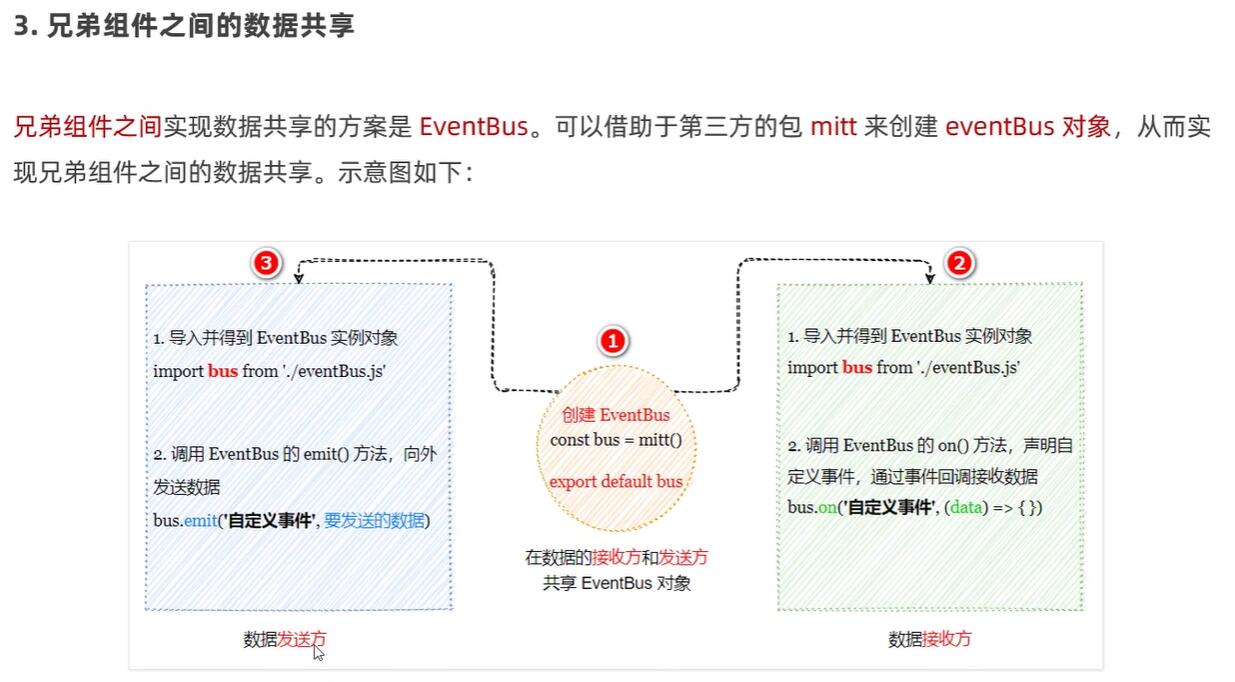 3. 兄弟组件之间的数据共享
兄弟组件之间实现数据共享的方案是 EventBus。可以借助于第三方的包 mitt 来创建 eventBus 对象，从而实
现兄弟组件之间的数据共享。示意图如下：
3
1. 导入并得到 EventBus 实例对象
import bus from './eventBus.js'
2. 调用 EventBus 的 emit() 方法，向外
发送数据
bus.emit('自定义事件', 要发送的数据)
数据发送方
1
创建 EventBus
const bus = mitt()
export default bus
在数据的接收方和发送方
共享 EventBus 对象
2
1. 导入并得到 EventBus 实例对象
import bus from './eventBus.js'
2. 调用 EventBus 的 on() 方法，声明自
定义事件，通过事件回调接收数据
bus.on('自定义事件', (data) => { })
数据接收方